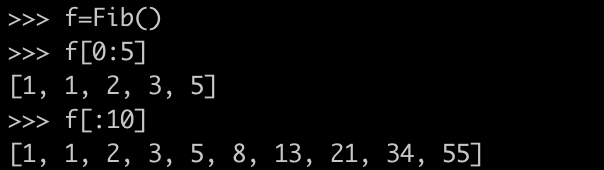 >>> f=Fib()
>>> f[0:5]
[1, 1, 2, 3, 5]
>>> f[:10]
[1, 1, 2, 3, 5, 8, 13, 21, 34, 55]